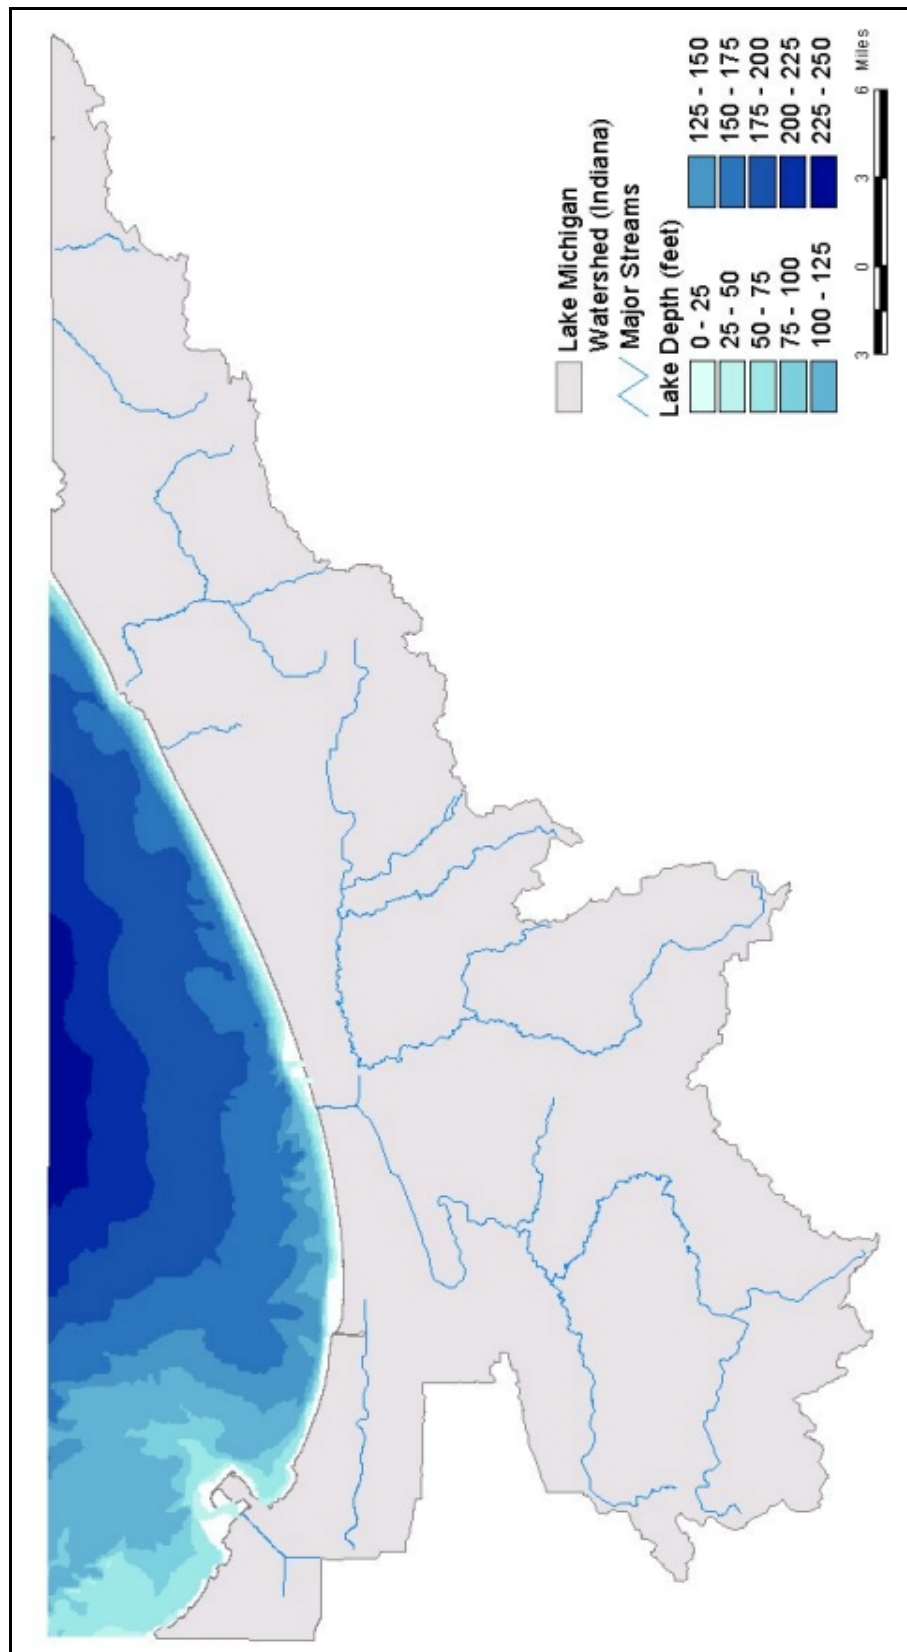 Lake Michigan
Watershed (Indiana)
Major Streams
Lake Depth (feet)
0 - 25
25 - 50
50 - 75
75 - 100
100 - 125
125 - 150
150 - 175
175 - 200
200 - 225
225 - 250
3 0 3 6 Miles